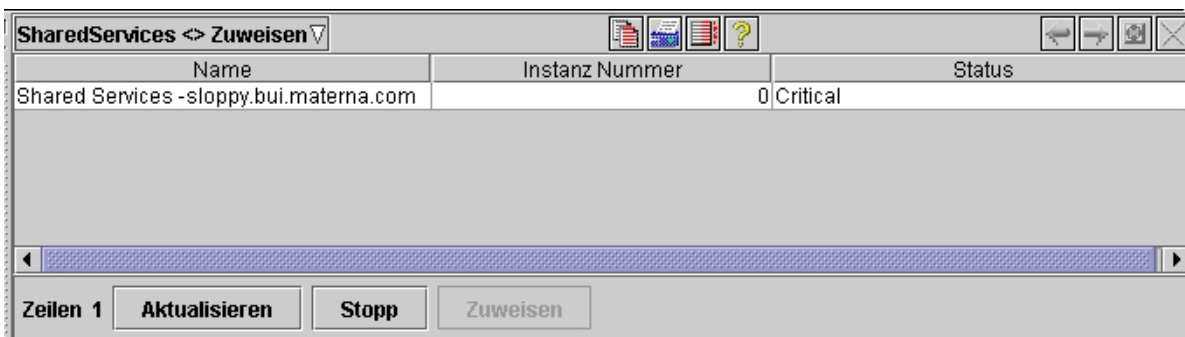 SharedServices <> Zuweisen
Name Instanz Nummer Status
Shared Services -sloppy.bui.materna.com 0 Critical
Zeilen 1 Aktualisieren Stopp Zuweisen